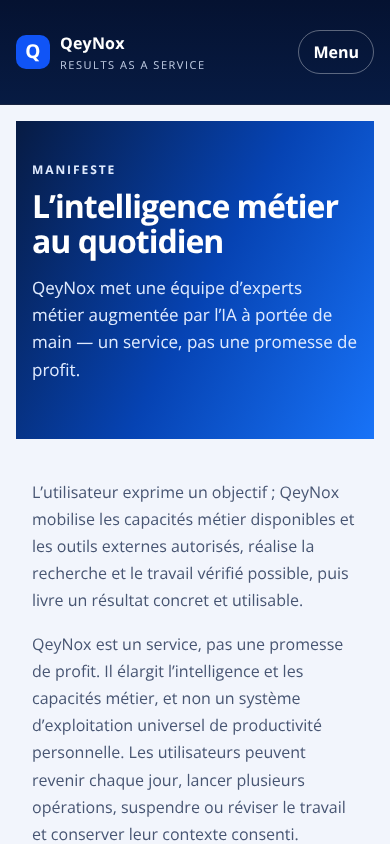 Q
QeyNox
RESULTS AS A SERVICE
Menu
MANIFESTE
L’intelligence métier
au quotidien
QeyNox met une équipe d’experts
métier augmentée par l’IA à portée de
main — un service, pas une promesse de
profit.
L’utilisateur exprime un objectif ; QeyNox
mobilise les capacités métier disponibles et
les outils externes autorisés, réalise la
recherche et le travail vérifié possible, puis
livre un résultat concret et utilisable.
QeyNox est un service, pas une promesse
de profit. Il élargit l’intelligence et les
capacités métier, et non un système
d’exploitation universel de productivité
personnelle. Les utilisateurs peuvent
revenir chaque jour, lancer plusieurs
opérations, suspendre ou réviser le travail
et conserver leur contexte consenti.